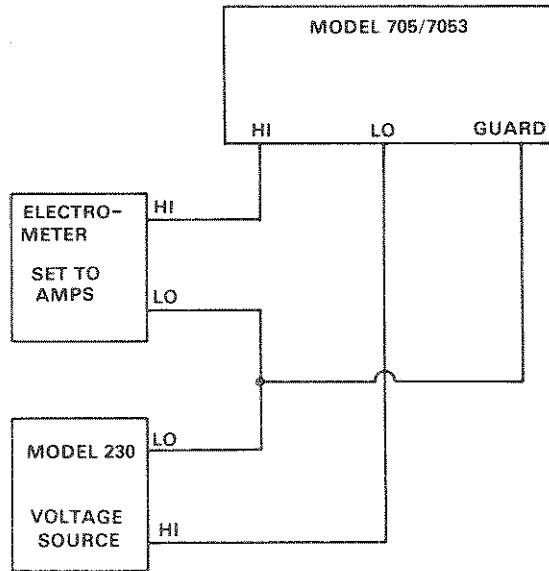 MODEL 705/7053
HI
LO
GUARD
ELECTRO-
METER
SET TO
AMPS
HI
LO
MODEL 230
VOLTAGE
SOURCE
LO
HI